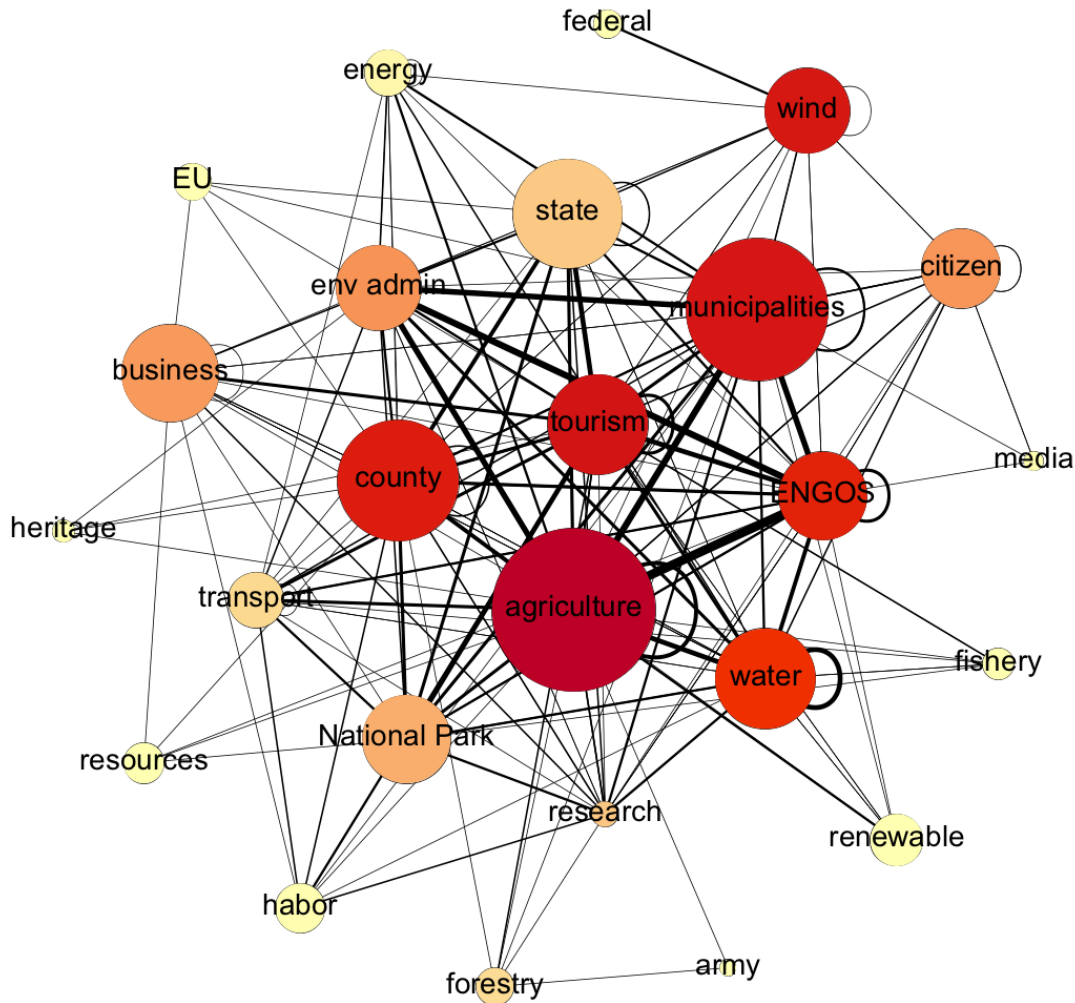 federal
energy
wind
EU
state
citizen
env admin
municipalities
business
tourism
media
county
ENGOS
heritage
transport
agriculture
fishery
water
National Park
resources
research
renewable
habor
army
forestry